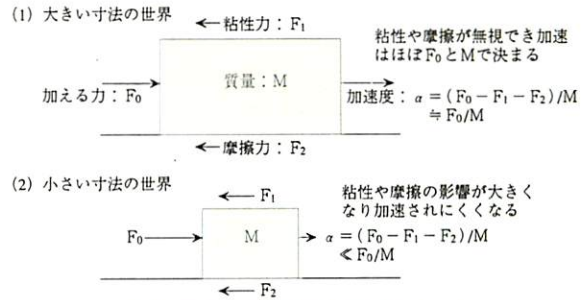 (1) 大きい寸法の世界
←粘性力：F₁
粘性や摩擦が無視でき加速
はほぼF₀とMで決まる
質量：M
加える力：F₀
加速度： α＝(F₀－F₁－F₂)/M
≒F₀/M
←摩擦力：F₂
(2) 小さい寸法の世界
← F₁
粘性や摩擦の影響が大きく
なり加速されにくくなる
F₀
M
α＝(F₀－F₁－F₂)/M
≪F₀/M
← F₂